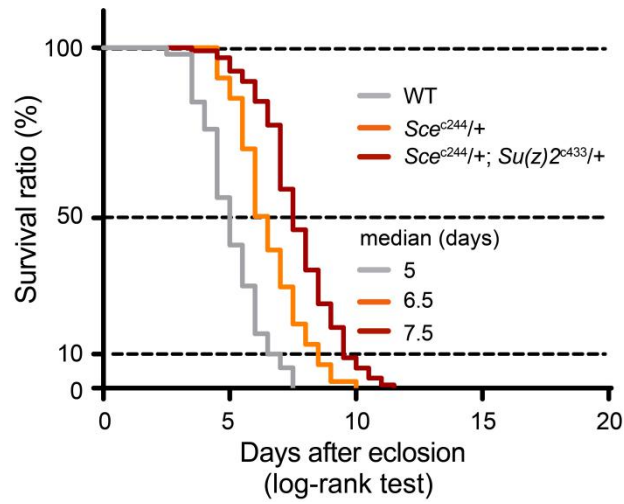 Survival ratio (%)
100
50
10
0
WT
Sce^c244/+
Sce^c244/+; Su(z)2^c433/+
median (days)
5
6.5
7.5
0 5 10 15 20
Days after eclosion
(log-rank test)